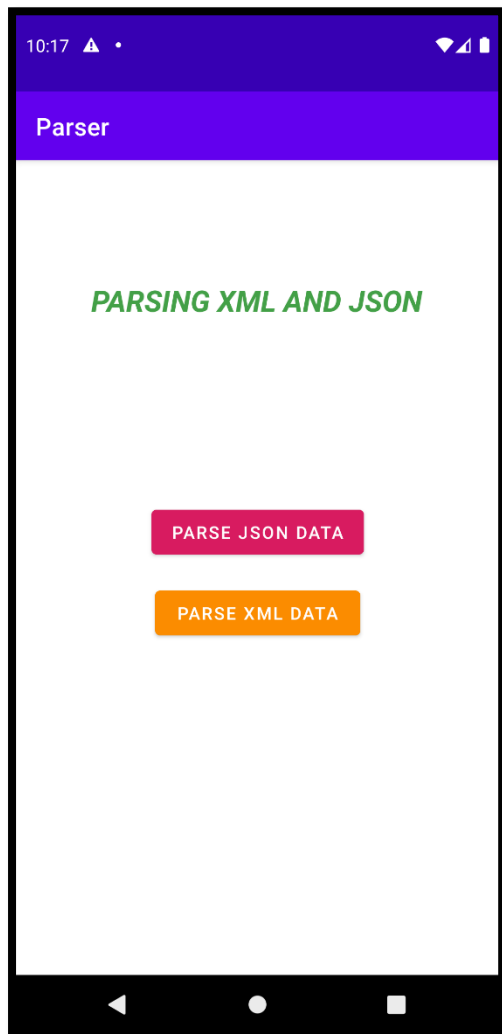 10:17
Parser
PARSING XML AND JSON
PARSE JSON DATA
PARSE XML DATA